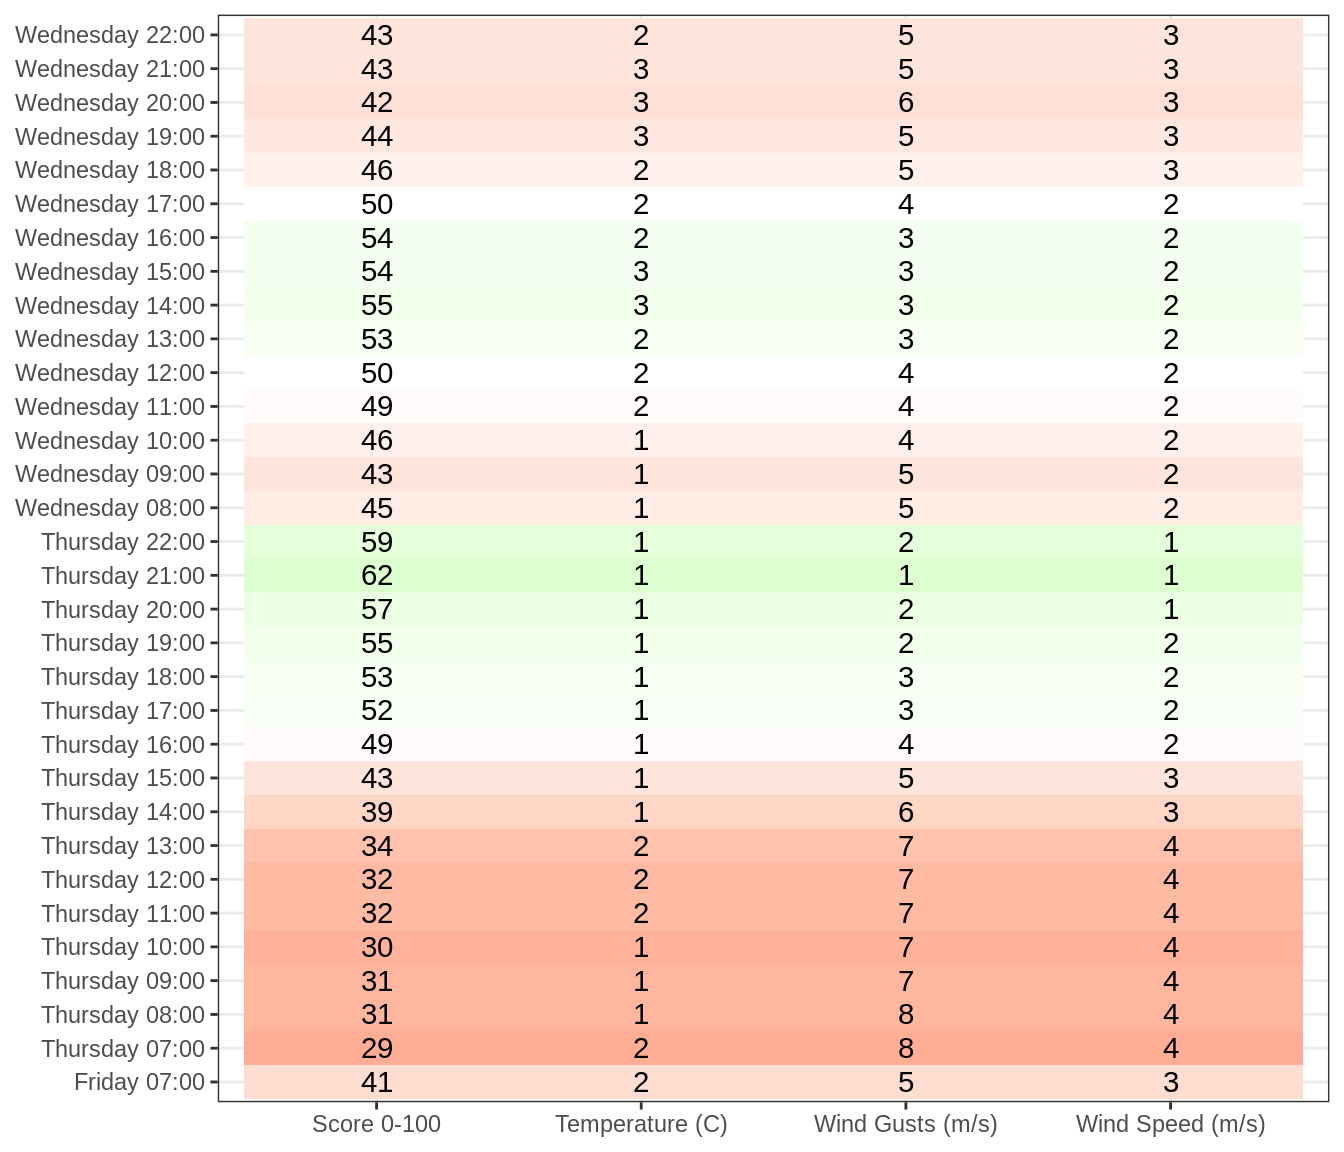 Wednesday 22:00 43 2 5 3
Wednesday 21:00 43 3 5 3
Wednesday 20:00 42 3 6 3
Wednesday 19:00 44 3 5 3
Wednesday 18:00 46 2 5 3
Wednesday 17:00 50 2 4 2
Wednesday 16:00 54 2 3 2
Wednesday 15:00 54 3 3 2
Wednesday 14:00 55 3 3 2
Wednesday 13:00 53 2 3 2
Wednesday 12:00 50 2 4 2
Wednesday 11:00 49 2 4 2
Wednesday 10:00 46 1 4 2
Wednesday 09:00 43 1 5 2
Wednesday 08:00 45 1 5 2
Thursday 22:00 59 1 2 1
Thursday 21:00 62 1 1 1
Thursday 20:00 57 1 2 1
Thursday 19:00 55 1 2 2
Thursday 18:00 53 1 3 2
Thursday 17:00 52 1 3 2
Thursday 16:00 49 1 4 2
Thursday 15:00 43 1 5 3
Thursday 14:00 39 1 6 3
Thursday 13:00 34 2 7 4
Thursday 12:00 32 2 7 4
Thursday 11:00 32 2 7 4
Thursday 10:00 30 1 7 4
Thursday 09:00 31 1 7 4
Thursday 08:00 31 1 8 4
Thursday 07:00 29 2 8 4
Friday 07:00 41 2 5 3
Score 0-100 Temperature (C) Wind Gusts (m/s) Wind Speed (m/s)